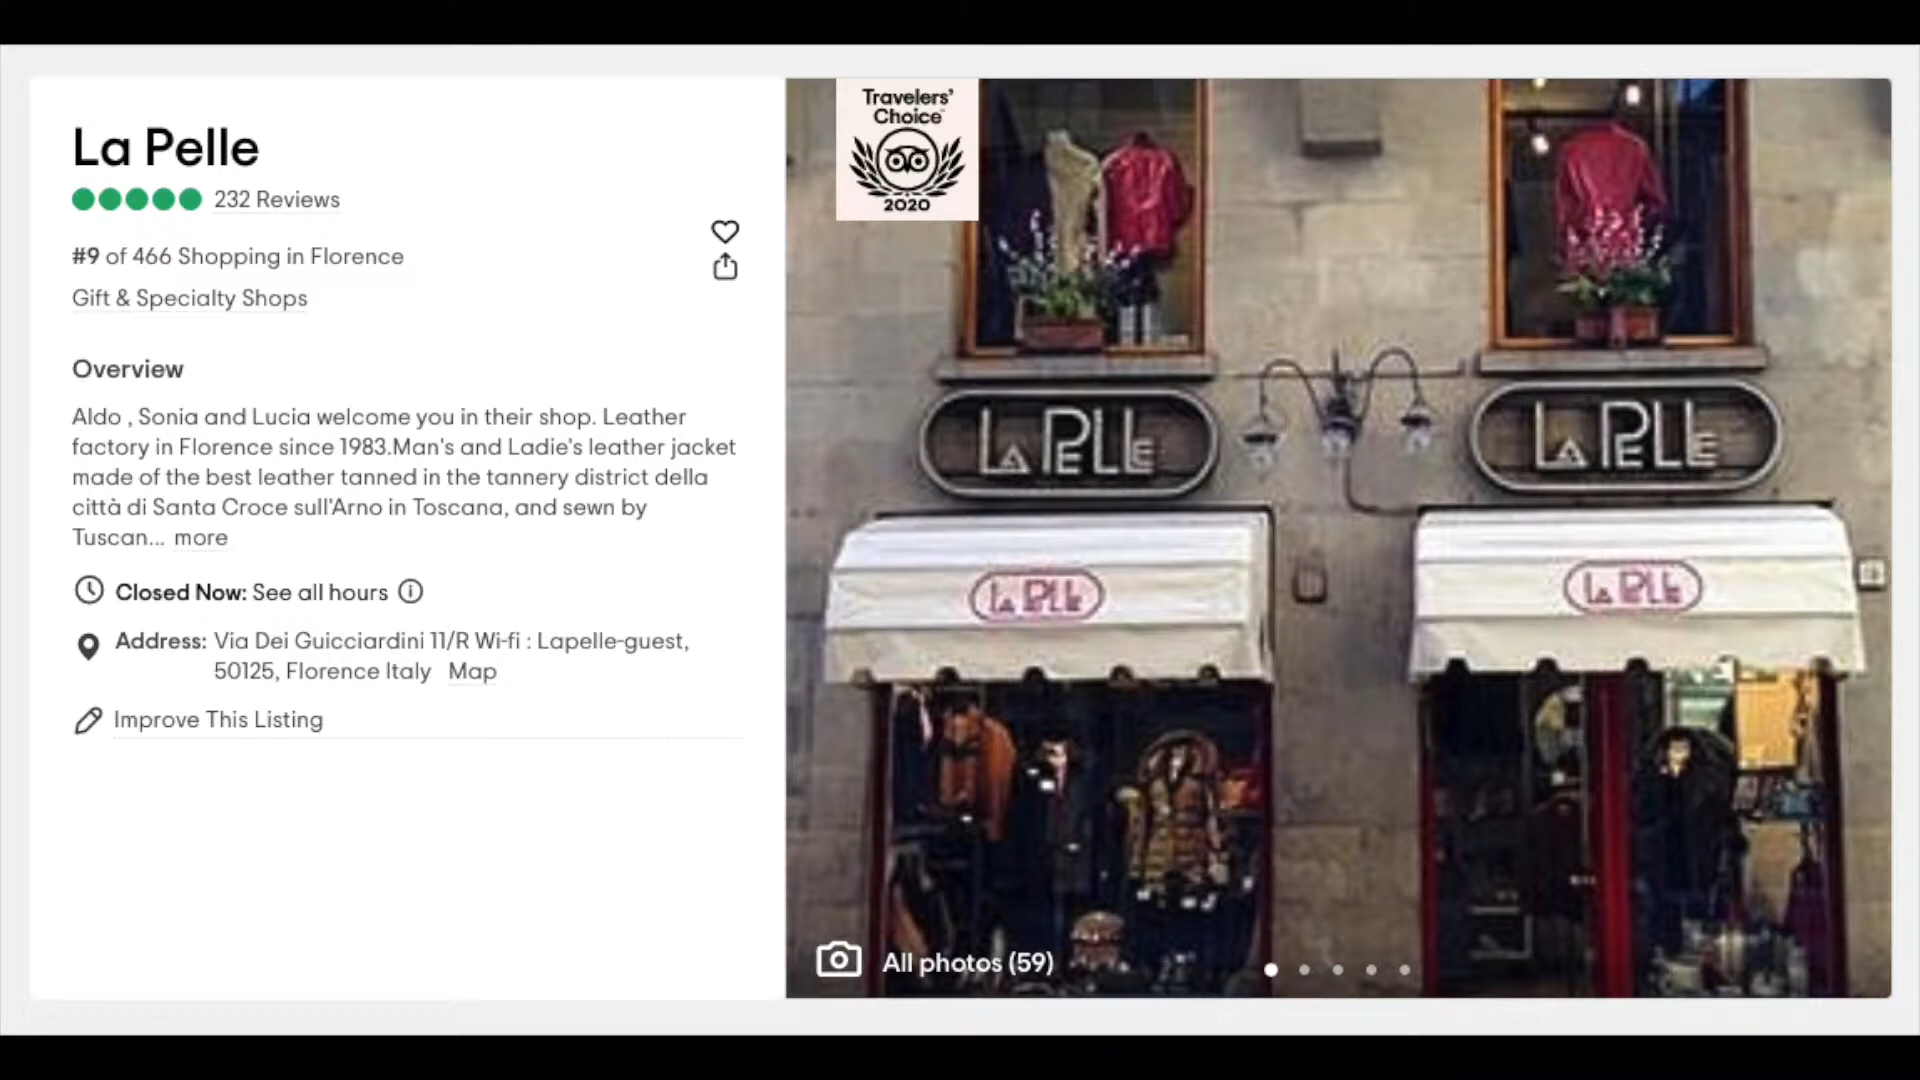 La Pelle
232 Reviews
#9 of 466 Shopping in Florence
Gift & Specialty Shops
Overview
Aldo , Sonia and Lucia welcome you in their shop. Leather
factory in Florence since 1983.Man's and Ladie's leather jacket
made of the best leather tanned in the tannery district della
città di Santa Croce sull'Arno in Toscana, and sewn by
Tuscan... more
Closed Now: See all hours
Address: Via Dei Guicciardini 11/R Wi-fi : Lapelle-guest,
50125, Florence Italy Map
Improve This Listing
Travelers'
Choice
2020
LA PELLE
LA PELLE
LA PELLE
LA PELLE
All photos (59)